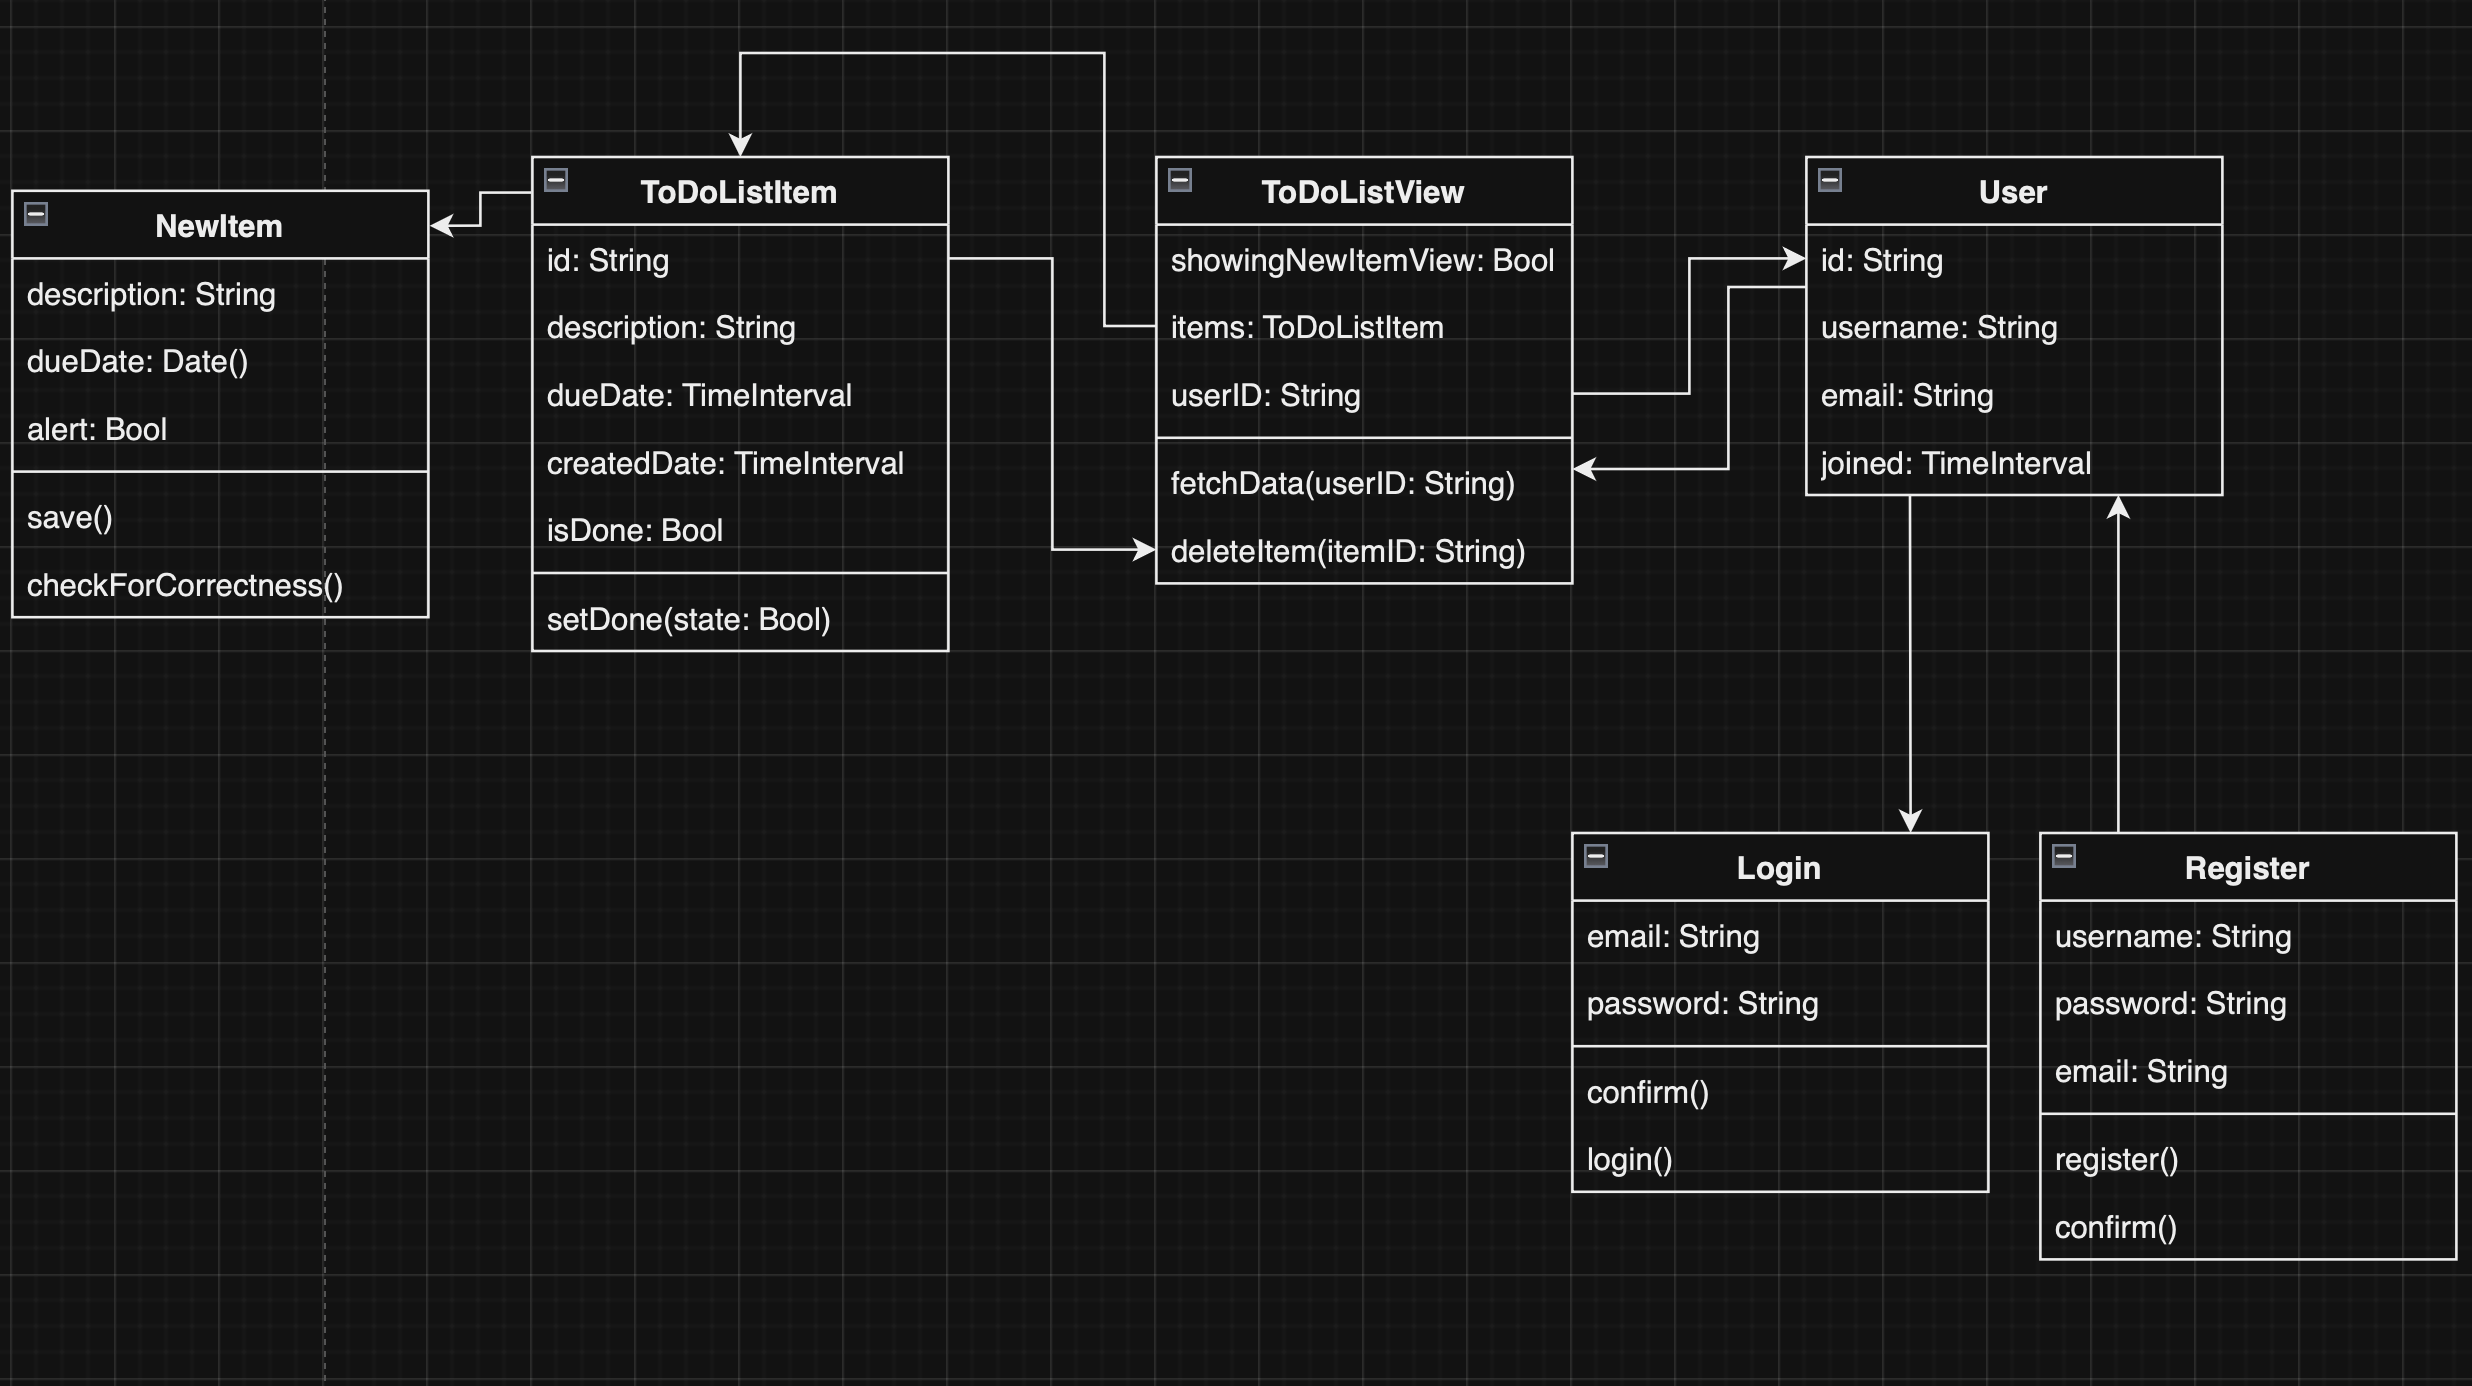 NewItem
description: String
dueDate: Date()
alert: Bool
save()
checkForCorrectness()
ToDoListItem
id: String
description: String
dueDate: TimeInterval
createdDate: TimeInterval
isDone: Bool
setDone(state: Bool)
ToDoListView
showingNewItemView: Bool
items: ToDoListItem
userID: String
fetchData(userID: String)
deleteItem(itemID: String)
User
id: String
username: String
email: String
joined: TimeInterval
Login
email: String
password: String
confirm()
login()
Register
username: String
password: String
email: String
register()
confirm()